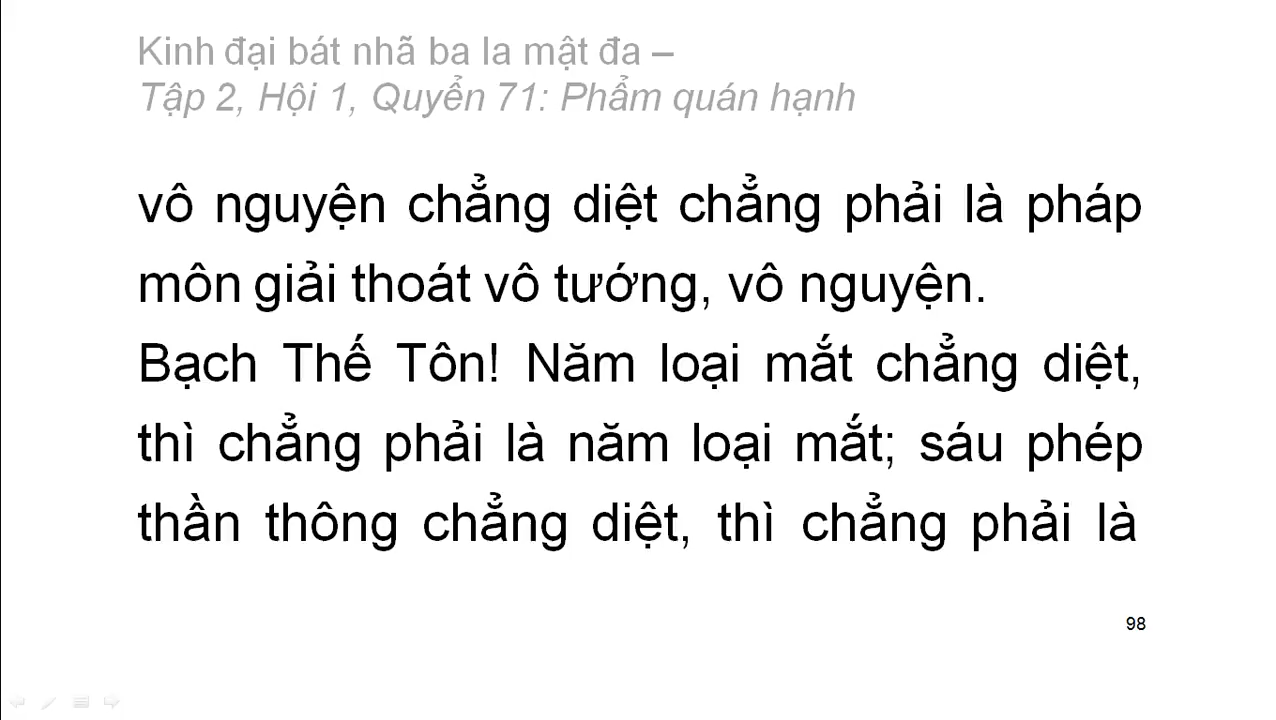 Kinh đại bát nhã ba la mật đa –
Tập 2, Hội 1, Quyển 71: Phẩm quán hạnh
vô nguyện chẳng diệt chẳng phải là pháp
môn giải thoát vô tướng, vô nguyện.
Bạch Thế Tôn! Năm loại mắt chẳng diệt,
thì chẳng phải là năm loại mắt; sáu phép
thần thông chẳng diệt, thì chẳng phải là
98